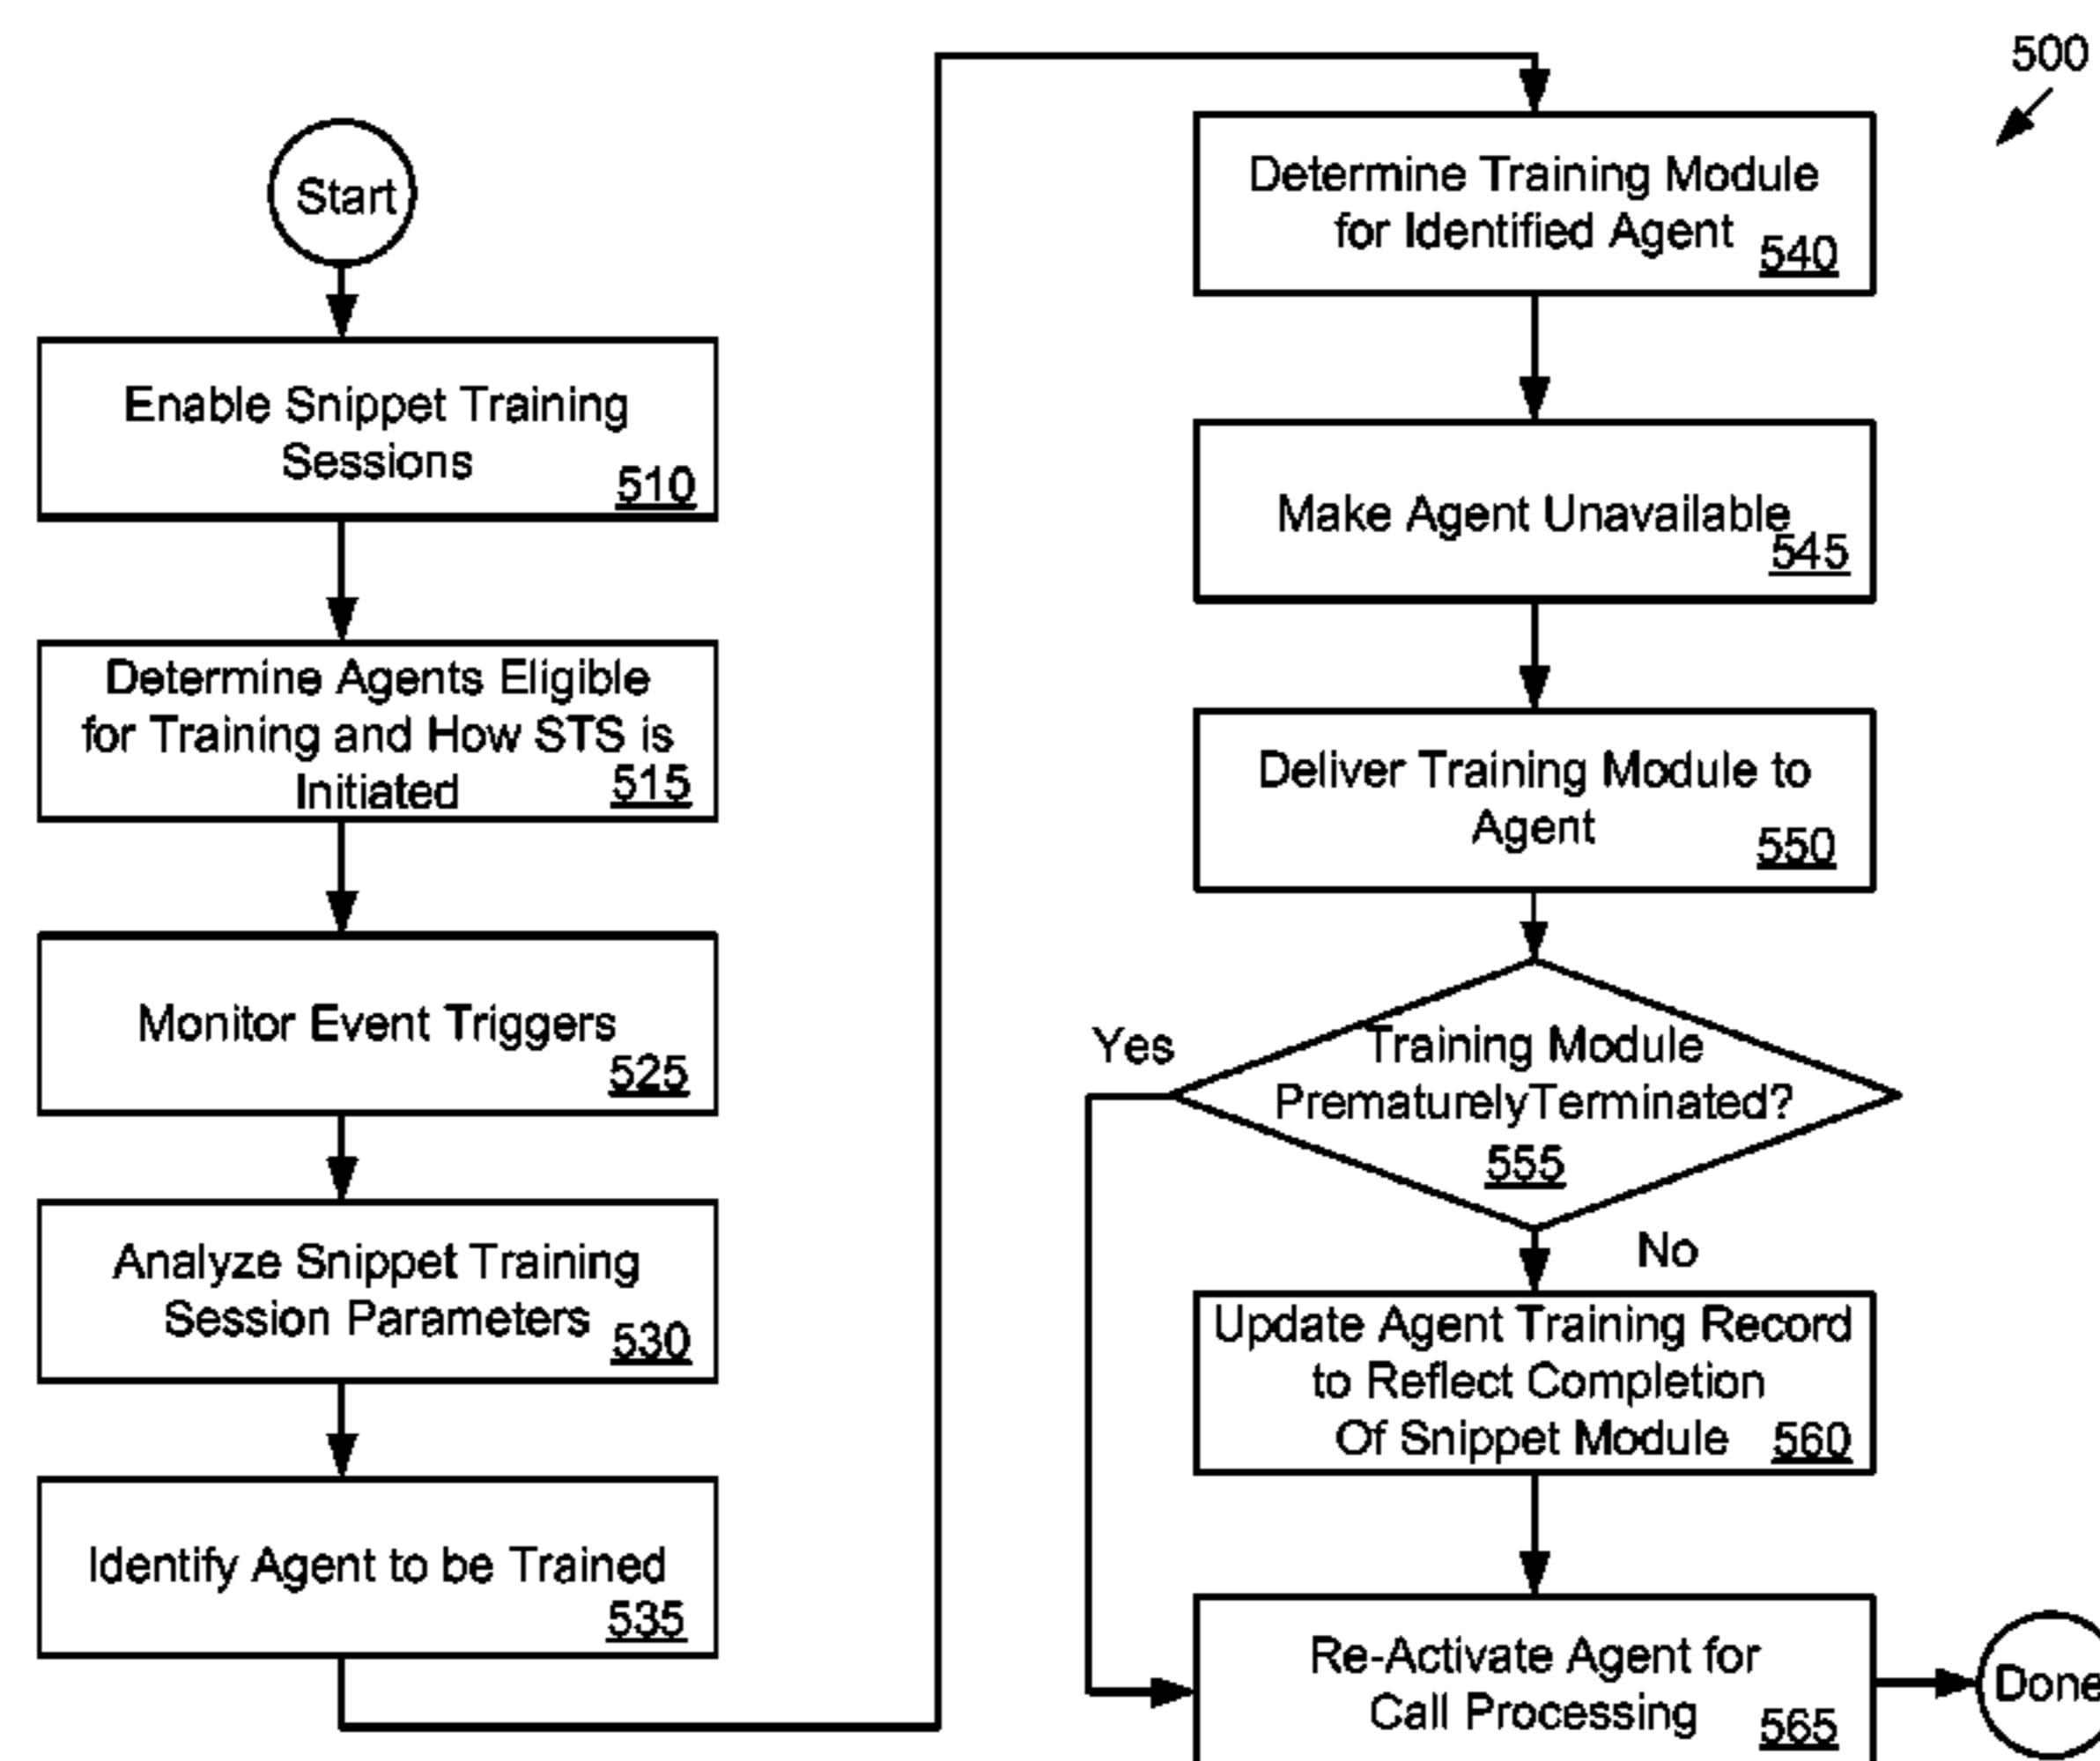 500
Start
Enable Snippet Training
Sessions
510
Determine Agents Eligible
for Training and How STS is
Initiated
515
Monitor Event Triggers
525
Analyze Snippet Training
Session Parameters
530
Identify Agent to be Trained
535
Determine Training Module
for Identified Agent
540
Make Agent Unavailable
545
Deliver Training Module to
Agent
550
Training Module
PrematurelyTerminated?
555
Yes
No
Update Agent Training Record
to Reflect Completion
Of Snippet Module
560
Re-Activate Agent for
Call Processing
565
Done